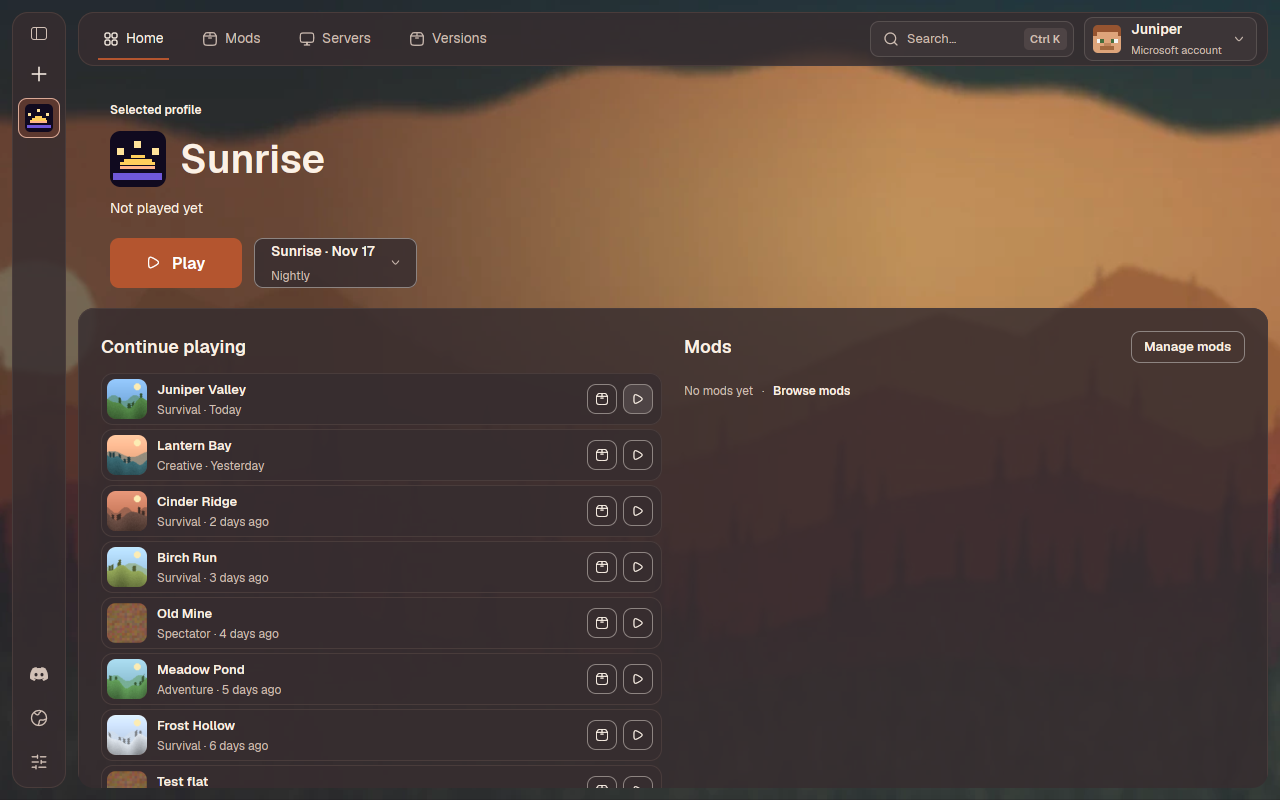 Home
Mods
Servers
Versions
Search...
Ctrl K
Juniper
Microsoft account
Selected profile
Sunrise
Not played yet
Play
Sunrise · Nov 17
Nightly
Continue playing
Juniper Valley
Survival · Today
Lantern Bay
Creative · Yesterday
Cinder Ridge
Survival · 2 days ago
Birch Run
Survival · 3 days ago
Old Mine
Spectator · 4 days ago
Meadow Pond
Adventure · 5 days ago
Frost Hollow
Survival · 6 days ago
Test flat
Mods
Manage mods
No mods yet · Browse mods